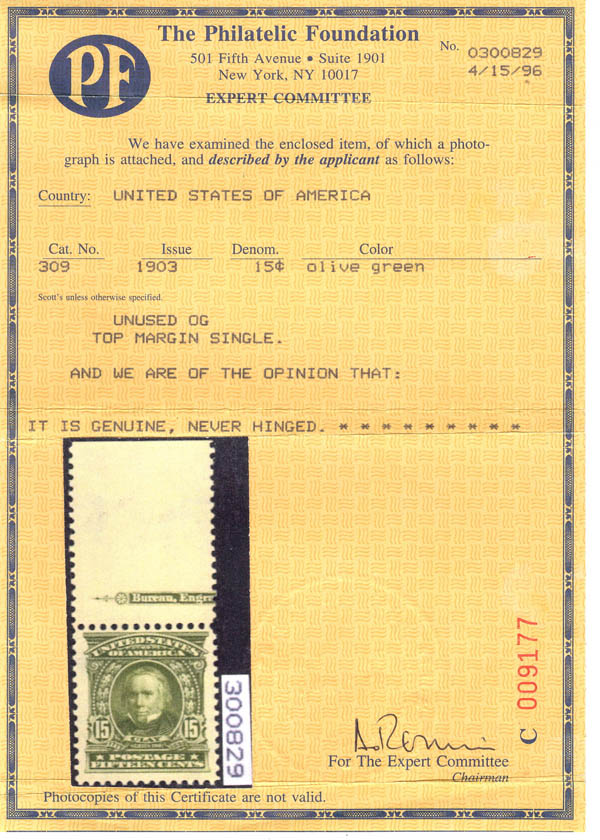 PF
The Philatelic Foundation
501 Fifth Avenue • Suite 1901
New York, NY 10017
EXPERT COMMITTEE
No. 0300829
4/15/96
We have examined the enclosed item, of which a photo-
graph is attached, and described by the applicant as follows:
Country: UNITED STATES OF AMERICA
Cat. No. Issue Denom. Color
309 1903 15¢ olive green
Scott's unless otherwise specified.
UNUSED OG
TOP MARGIN SINGLE.
AND WE ARE OF THE OPINION THAT:
IT IS GENUINE, NEVER HINGED. * * * * * * * * *
Bureau, Engra
UNITED STATES
OF AMERICA
15 15
CLAY
POSTAGE
FIFTEEN CENTS
300829
C 009177
For The Expert Committee
Chairman
Photocopies of this Certificate are not valid.